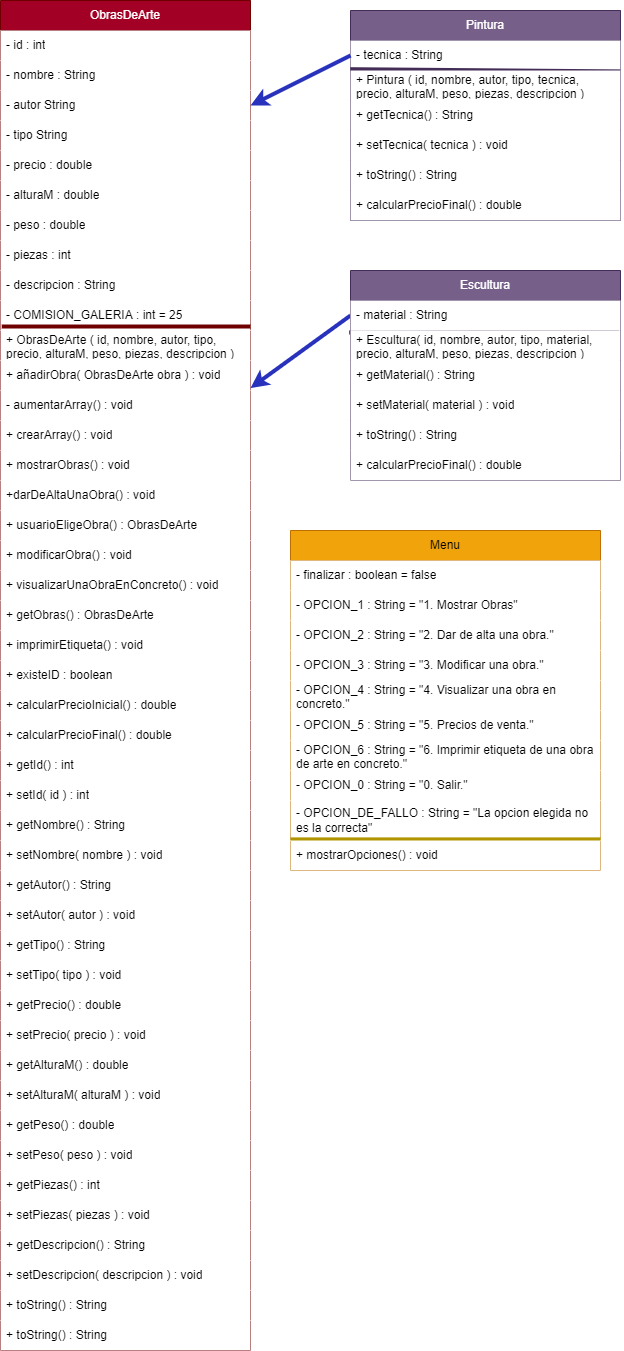 ObrasDeArte
- id : int
- nombre : String
- autor String
- tipo String
- precio : double
- alturaM : double
- peso : double
- piezas : int
- descripcion : String
- COMISION_GALERIA : int = 25
+ ObrasDeArte ( id, nombre, autor, tipo,
precio, alturaM, peso, piezas, descripcion )
+ añadirObra( ObrasDeArte obra ) : void
- aumentarArray() : void
+ crearArray() : void
+ mostrarObras() : void
+darDeAltaUnaObra() : void
+ usuarioEligeObra() : ObrasDeArte
+ modificarObra() : void
+ visualizarUnaObraEnConcreto() : void
+ getObras() : ObrasDeArte
+ imprimirEtiqueta() : void
+ existeID : boolean
+ calcularPrecioInicial() : double
+ calcularPrecioFinal() : double
+ getId() : int
+ setId( id ) : int
+ getNombre() : String
+ setNombre( nombre ) : void
+ getAutor() : String
+ setAutor( autor ) : void
+ getTipo() : String
+ setTipo( tipo ) : void
+ getPrecio() : double
+ setPrecio( precio ) : void
+ getAlturaM() : double
+ setAlturaM( alturaM ) : void
+ getPeso() : double
+ setPeso( peso ) : void
+ getPiezas() : int
+ setPiezas( piezas ) : void
+ getDescripcion() : String
+ setDescripcion( descripcion ) : void
+ toString() : String
+ toString() : String
Pintura
- tecnica : String
+ Pintura ( id, nombre, autor, tipo, tecnica,
precio, alturaM, peso, piezas, descripcion )
+ getTecnica() : String
+ setTecnica( tecnica ) : void
+ toString() : String
+ calcularPrecioFinal() : double
Escultura
- material : String
+ Escultura( id, nombre, autor, tipo, material,
precio, alturaM, peso, piezas, descripcion )
+ getMaterial() : String
+ setMaterial( material ) : void
+ toString() : String
+ calcularPrecioFinal() : double
Menu
- finalizar : boolean = false
- OPCION_1 : String = "1. Mostrar Obras"
- OPCION_2 : String = "2. Dar de alta una obra."
- OPCION_3 : String = "3. Modificar una obra."
- OPCION_4 : String = "4. Visualizar una obra en
concreto."
- OPCION_5 : String = "5. Precios de venta."
- OPCION_6 : String = "6. Imprimir etiqueta de una obra
de arte en concreto."
- OPCION_0 : String = "0. Salir."
- OPCION_DE_FALLO : String = "La opcion elegida no
es la correcta"
+ mostrarOpciones() : void